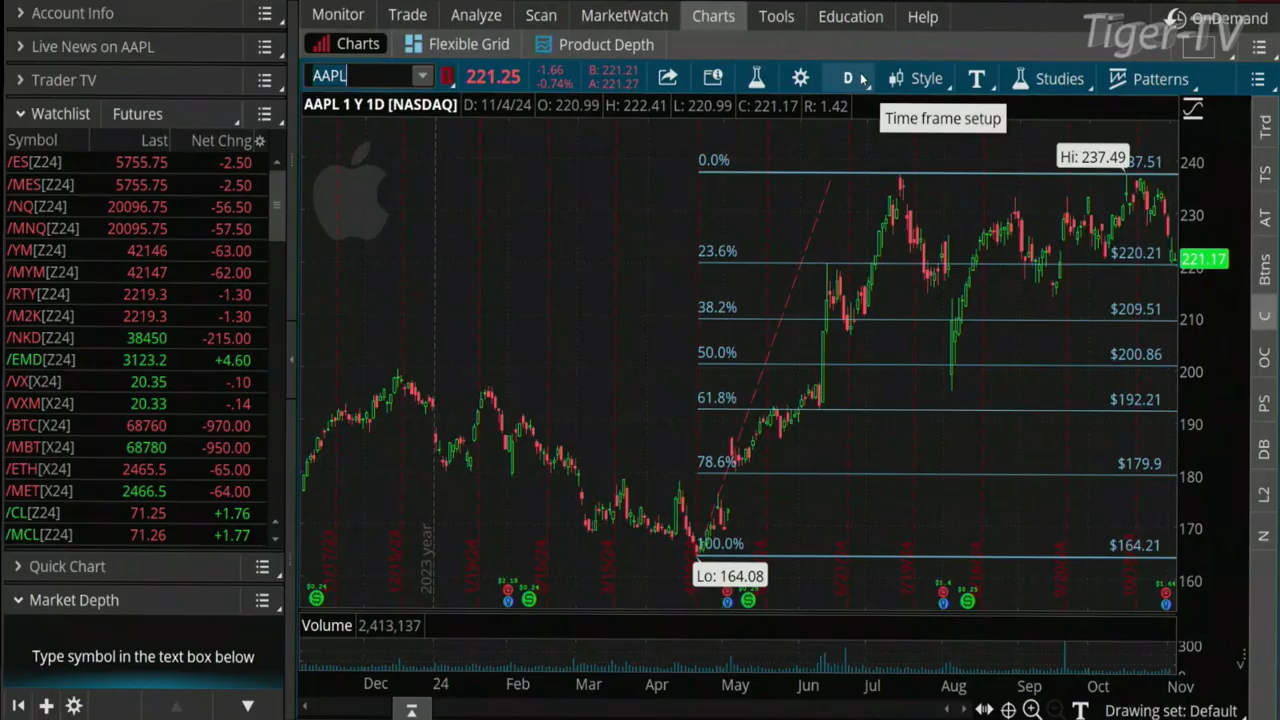 Account Info
Live News on AAPL
Trader TV
Watchlist Futures
Symbol Last Net Chng
/ES[Z24] 5755.75 -2.50
/MES[Z24] 5755.75 -2.50
/NQ[Z24] 20096.75 -56.50
/MNQ[Z24] 20095.75 -57.50
/YM[Z24] 42146 -63.00
/MYM[Z24] 42147 -62.00
/RTY[Z24] 2219.3 -1.30
/M2K[Z24] 2219.3 -1.30
/NKD[Z24] 38450 -215.00
/EMD[Z24] 3123.2 +4.60
/VX[X24] 20.35 -.10
/VXM[X24] 20.33 -.14
/BTC[X24] 68760 -970.00
/MBT[X24] 68780 -950.00
/ETH[X24] 2465.5 -65.00
/MET[X24] 2466.5 -64.00
/CL[Z24] 71.25 +1.76
/MCL[Z24] 71.26 +1.77
Quick Chart
Market Depth
Type symbol in the text box below
Monitor Trade Analyze Scan MarketWatch Charts Tools Education Help
OnDemand
Tiger-TV
Charts Flexible Grid Product Depth
AAPL 221.25 -1.66 -0.74% B: 221.21 A: 221.27 D Style T Studies Patterns
AAPL 1 Y 1D [NASDAQ] D: 11/4/24 O: 220.99 H: 222.41 L: 220.99 C: 221.17 R: 1.42
Time frame setup
0.0% Hi: 237.49 37.51
23.6% $220.21
38.2% $209.51
50.0% $200.86
61.8% $192.21
78.6% $179.9
100.0% $164.21
Lo: 164.08
240
230
221.17
220
210
200
190
180
170
160
2023 year
Volume 2,413,137
300
0
Dec 24 Feb Mar Apr May Jun Jul Aug Sep Oct Nov
T Drawing set: Default
Trd
TS
AT
Btns
C
OC
PS
DB
L2
N